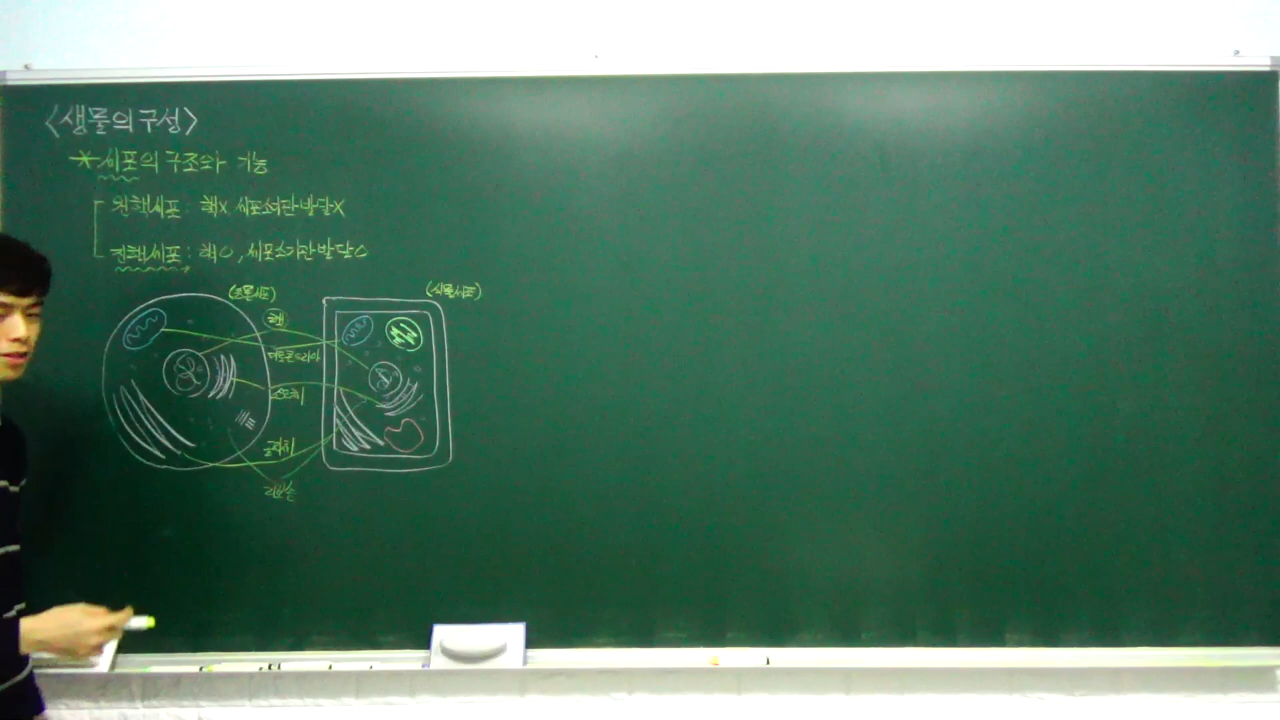 <생물의 구성>
* 세포의 구조와 기능
원핵세포: 핵X, 세포소기관 발달X
진핵세포: 핵O, 세포소기관 발달O
(동물세포) (식물세포)
핵
미토콘드리아
소포체
골지체
리보솜